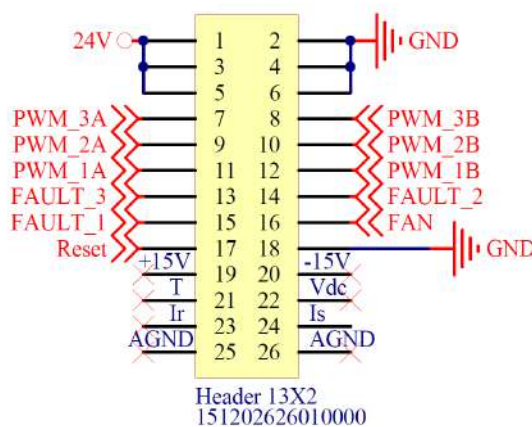 24V 1 2 GND
3 4
5 6
PWM_3A 7 8 PWM_3B
PWM_2A 9 10 PWM_2B
PWM_1A 11 12 PWM_1B
FAULT_3 13 14 FAULT_2
FAULT_1 15 16 FAN
Reset 17 18 GND
+15V 19 20 -15V
T 21 22 Vdc
Ir 23 24 Is
AGND 25 26 AGND
Header 13X2
151202626010000